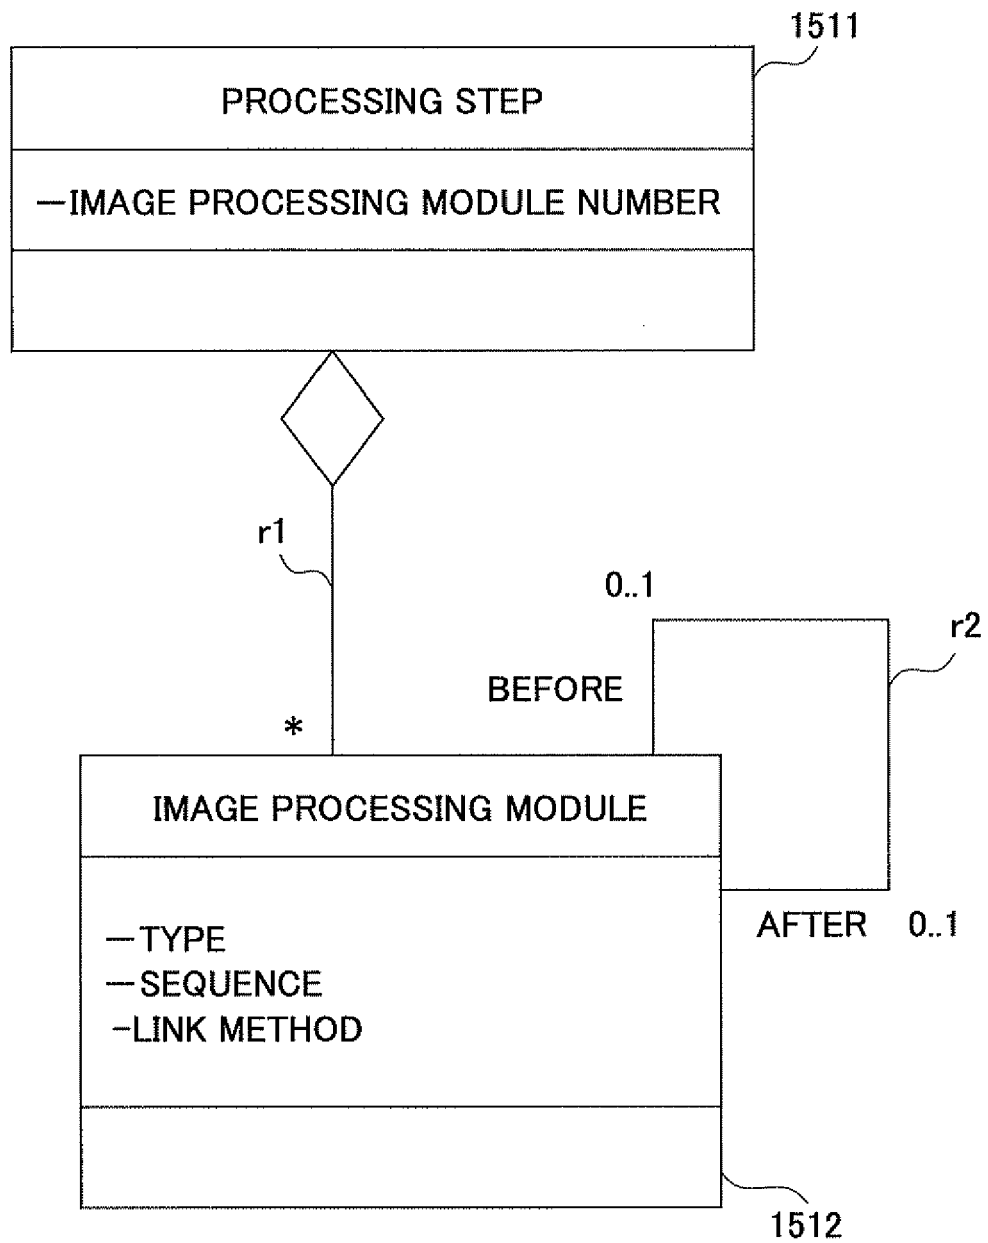 1511
PROCESSING STEP
—IMAGE PROCESSING MODULE NUMBER
r1
0..1
r2
BEFORE
*
IMAGE PROCESSING MODULE
—TYPE
—SEQUENCE
-LINK METHOD
AFTER 0..1
1512